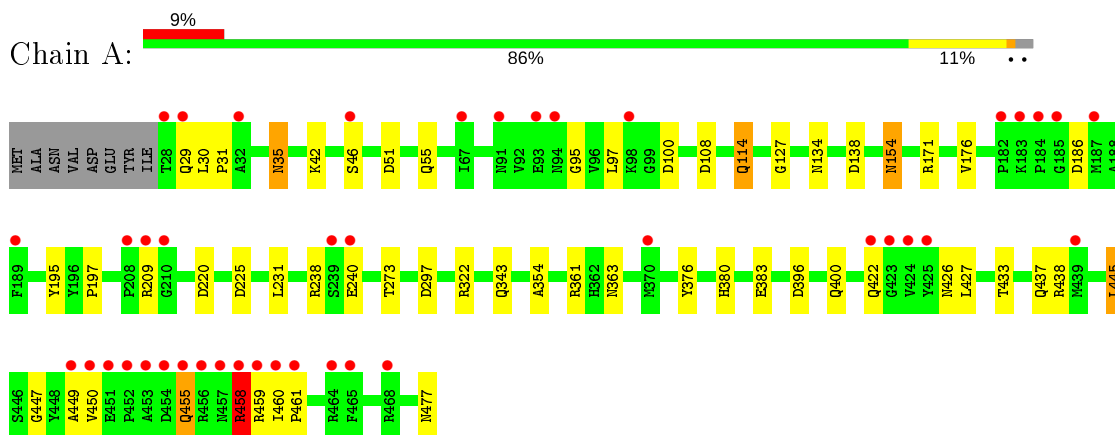 9%
Chain A:
86% 11% • •
MET ALA ASN VAL ASP GLU TYR ILE T28 Q29 L30 P31 A32 N35 K42 S46 D51 Q55 I67 N91 V92 E93 N94 G95 V96 L97 K98 G99 D100 D108 Q114 G127 N134 D138 N154 R171 V176 P182 K183 P184 G185 D186 M187 A188
F189 Y195 Y196 P197 P208 R209 G210 D220 D225 L231 R238 S239 E240 T273 D297 R322 Q343 A354 R361 H362 N363 M370 Y376 H380 E383 D396 Q400 Q422 G423 V424 Y425 N426 L427 T433 Q437 R438 M439 L445
S446 G447 Y448 A449 V450 E451 P452 A453 D454 Q455 R456 N457 R458 R459 I460 P461 R464 F465 R468 N477